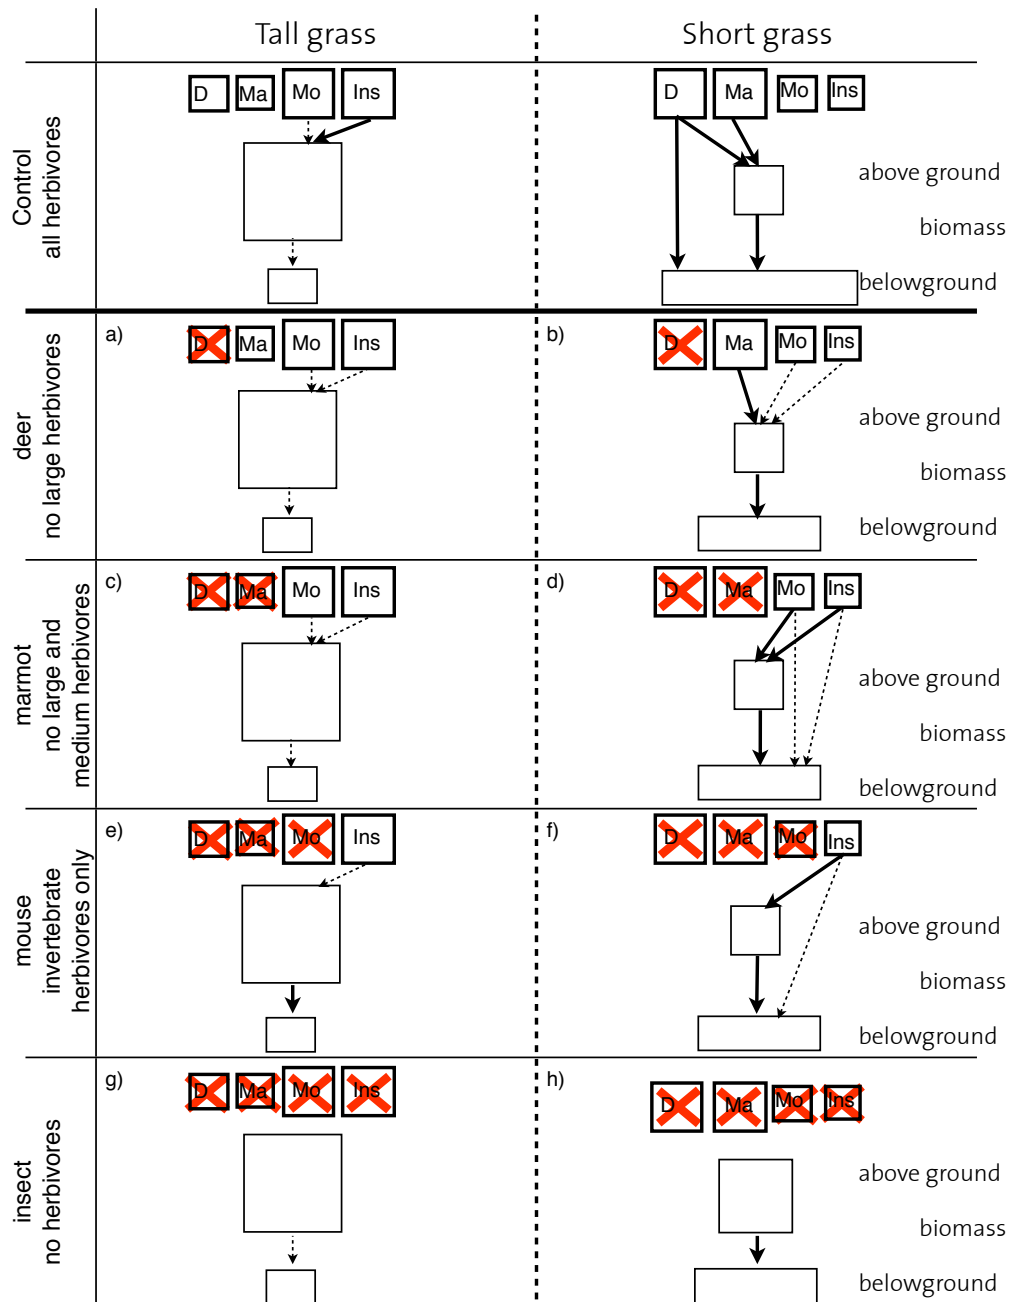 Tall grass
Short grass
Control
all herbivores
D Ma Mo Ins
D Ma Mo Ins
above ground
biomass
belowground
deer
no large herbivores
a)
D Ma Mo Ins
b)
D Ma Mo Ins
above ground
biomass
belowground
marmot
no large and
medium herbivores
c)
D Ma Mo Ins
d)
D Ma Mo Ins
above ground
biomass
belowground
mouse
invertebrate
herbivores only
e)
D Ma Mo Ins
f)
D Ma Mo Ins
above ground
biomass
belowground
insect
no herbivores
g)
D Ma Mo Ins
h)
D Ma Mo Ins
above ground
biomass
belowground